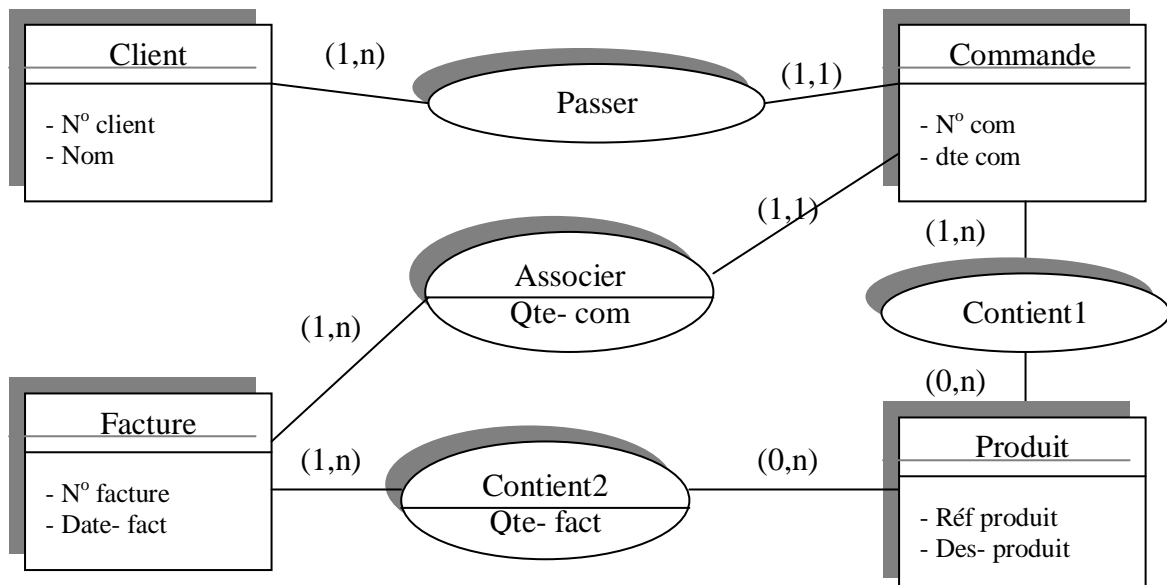 Client
- N° client
- Nom
(1,n)
Passer
(1,1)
Commande
- N° com
- dte com
(1,1)
(1,n)
Associer
Qte- com
(1,n)
Contient1
(0,n)
Facture
- N° facture
- Date- fact
(1,n)
Contient2
Qte- fact
(0,n)
Produit
- Réf produit
- Des- produit